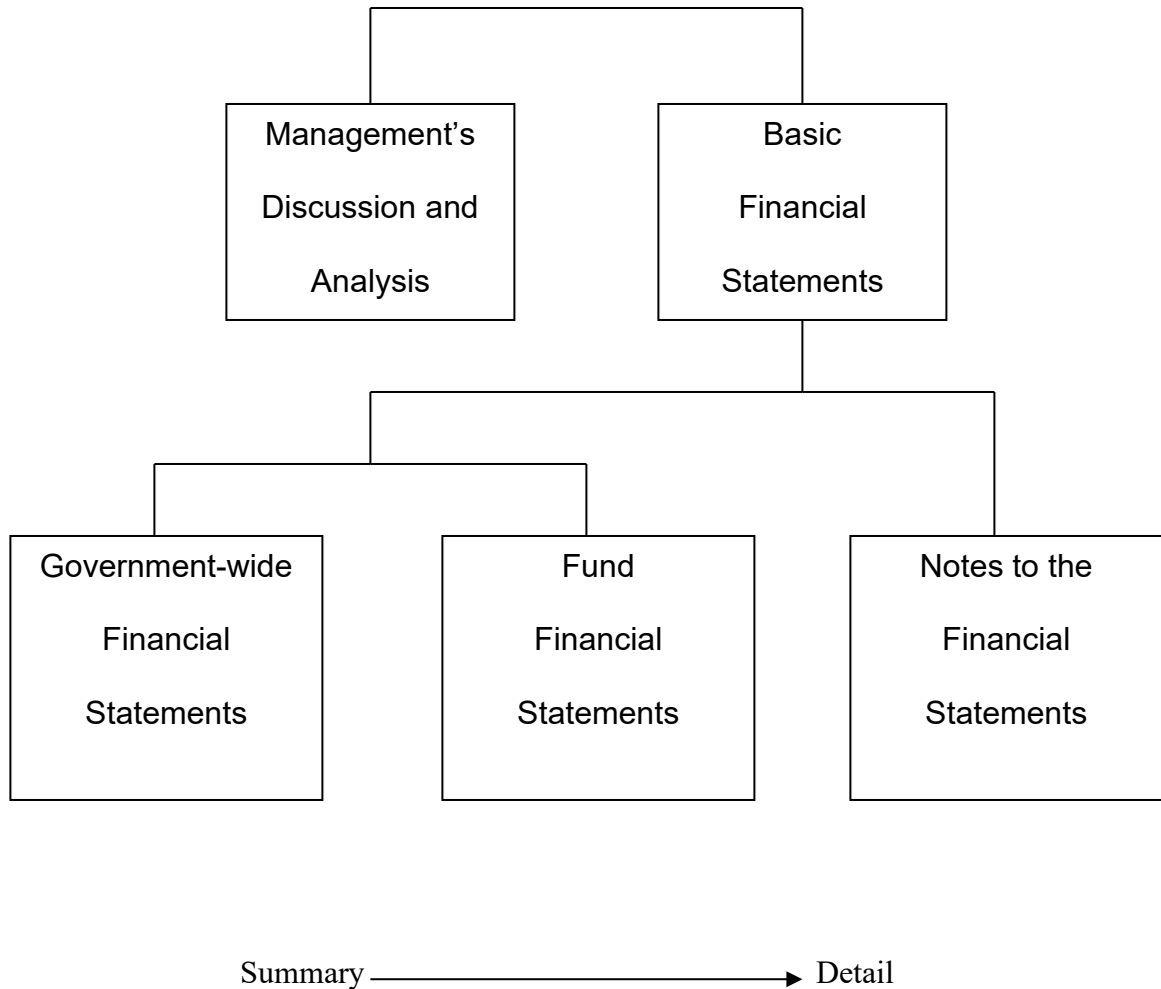 Management’s
Discussion and
Analysis
Basic
Financial
Statements
Government-wide
Financial
Statements
Fund
Financial
Statements
Notes to the
Financial
Statements
Summary
Detail